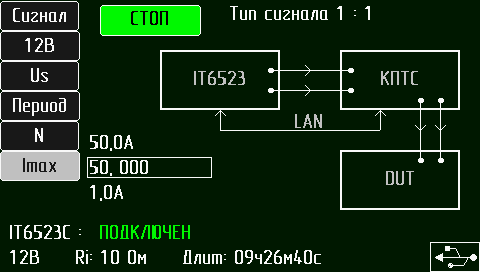 Сигнал
СТОП
Тип сигнала 1 : 1
12В
Us
Период
N
Imax
IT6523
КПТС
LAN
DUT
50,0А
50, 000
1,0А
IT6523C : ПОДКЛЮЧЕН
12В Ri: 10 Ом Длит: 09ч26м40с